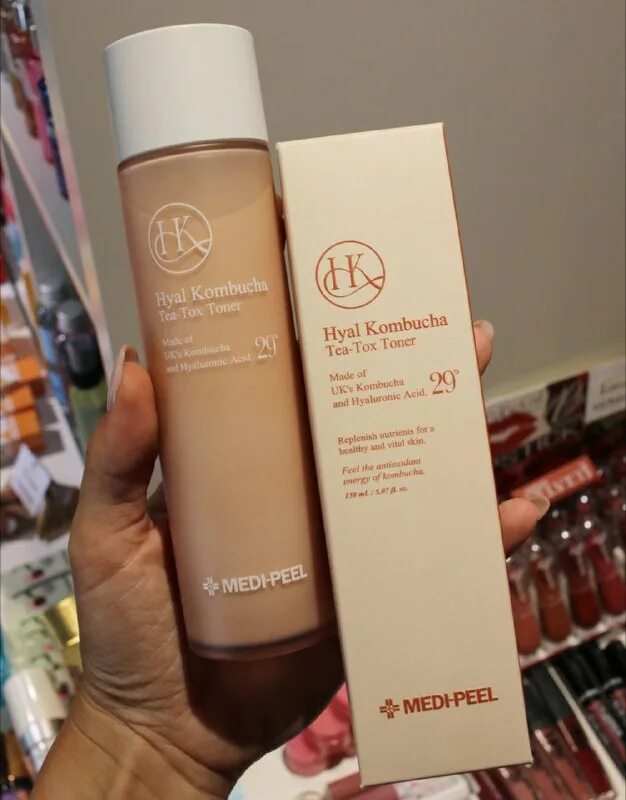 HK
Hyal Kombucha
Tea-Tox Toner
Made of
UK's Kombucha
and Hyaluronic Acid 29°
MEDI-PEEL
HK
Hyal Kombucha
Tea-Tox Toner
Made of
UK's Kombucha
and Hyaluronic Acid. 29°
Replenish nutrients for a
healthy and vital skin.
Feel the antioxidant
energy of kombucha.
150 ml / 5.07 fl. oz.
MEDI-PEEL